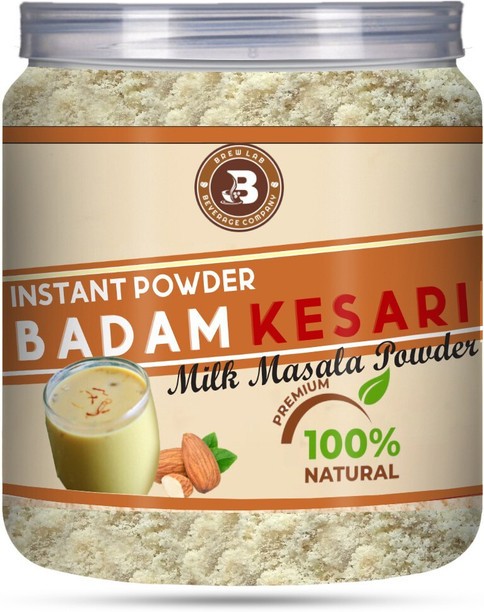 BREW LAB
B
BEVERAGE COMPANY
INSTANT POWDER
BADAM KESARI
Milk Masala Powder
PREMIUM
100%
NATURAL